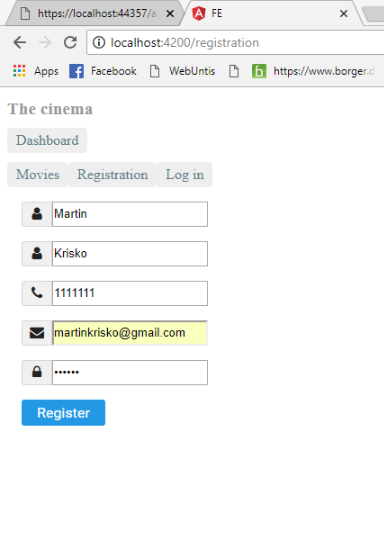 https://localhost:44357/a
FE
localhost:4200/registration
Apps Facebook WebUntis https://www.borger.d
The cinema
Dashboard
Movies Registration Log in
Martin
Krisko
1111111
martinkrisko@gmail.com
••••••
Register